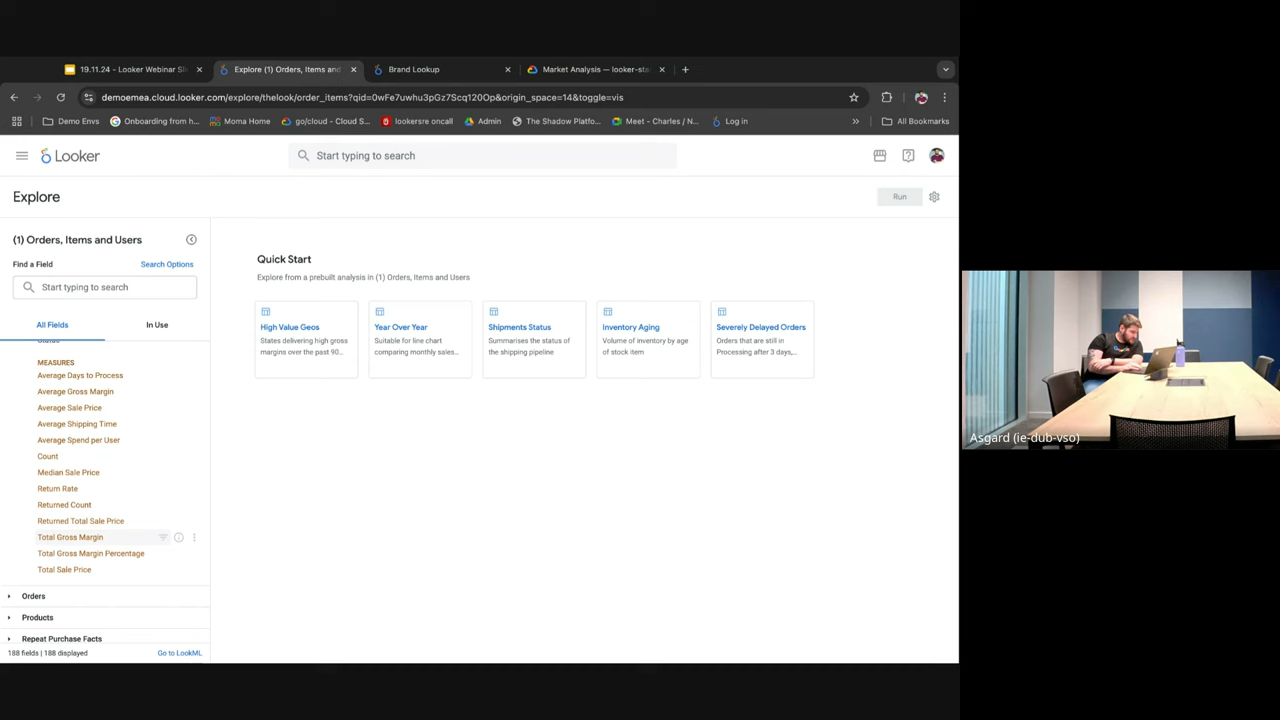 19.11.24 - Looker Webinar Sli
Explore (1) Orders, Items and
Brand Lookup
Market Analysis — looker-sta
demoemea.cloud.looker.com/explore/thelook/order_items?qid=0wFe7uwhu3pGz7Scq120Op&origin_space=14&toggle=vis
Demo Envs
Onboarding from h...
Moma Home
go/cloud - Cloud S...
lookersre oncall
Admin
The Shadow Platfo...
Meet - Charles / N...
Log in
All Bookmarks
Looker
Start typing to search
Explore
Run
(1) Orders, Items and Users
Find a Field
Search Options
Start typing to search
All Fields
In Use
MEASURES
Average Days to Process
Average Gross Margin
Average Sale Price
Average Shipping Time
Average Spend per User
Count
Median Sale Price
Return Rate
Returned Count
Returned Total Sale Price
Total Gross Margin
Total Gross Margin Percentage
Total Sale Price
Orders
Products
Repeat Purchase Facts
188 fields | 188 displayed
Go to LookML
Quick Start
Explore from a prebuilt analysis in (1) Orders, Items and Users
High Value Geos
States delivering high gross
margins over the past 90...
Year Over Year
Suitable for line chart
comparing monthly sales...
Shipments Status
Summarises the status of
the shipping pipeline
Inventory Aging
Volume of inventory by age
of stock item
Severely Delayed Orders
Orders that are still in
Processing after 3 days,...
Asgard (ie-dub-vso)